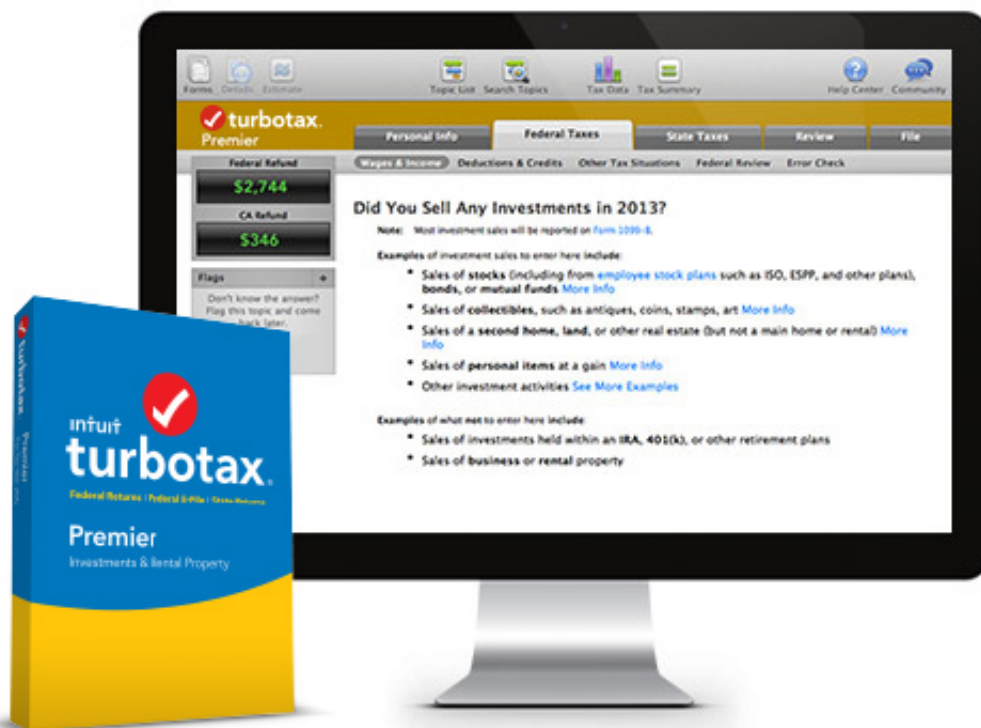 Forms Details Estimate Topic List Search Topics Tax Data Tax Summary Help Center Community
turbotax.
Premier
Personal Info Federal Taxes State Taxes Review File
Wages & Income Deductions & Credits Other Tax Situations Federal Review Error Check
Federal Refund
$2,744
CA Refund
$346
Flags +
Don't know the answer?
Flag this topic and come
back later.
Did You Sell Any Investments in 2013?
Note: Most investment sales will be reported on Form 1099-B.
Examples of investment sales to enter here include:
• Sales of stocks (including from employee stock plans such as ISO, ESPP, and other plans),
bonds, or mutual funds More Info
• Sales of collectibles, such as antiques, coins, stamps, art More Info
• Sales of a second home, land, or other real estate (but not a main home or rental) More
Info
• Sales of personal items at a gain More Info
• Other investment activities See More Examples
Examples of what not to enter here include:
• Sales of investments held within an IRA, 401(k), or other retirement plans
• Sales of business or rental property
intuit
turbotax.
Federal Returns | Federal E-File | State Returns
Premier
Investments & Rental Property
turbotax.
Premier